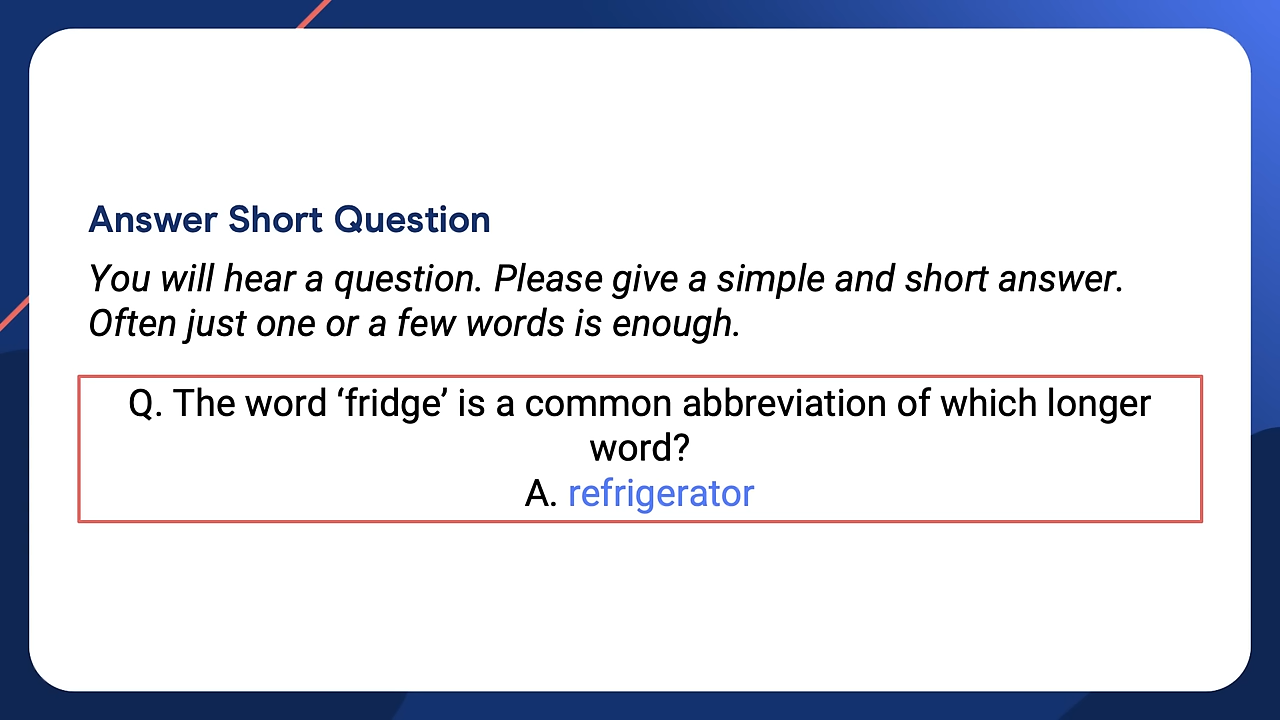 Answer Short Question
You will hear a question. Please give a simple and short answer.
Often just one or a few words is enough.
Q. The word ‘fridge’ is a common abbreviation of which longer
word?
A. refrigerator